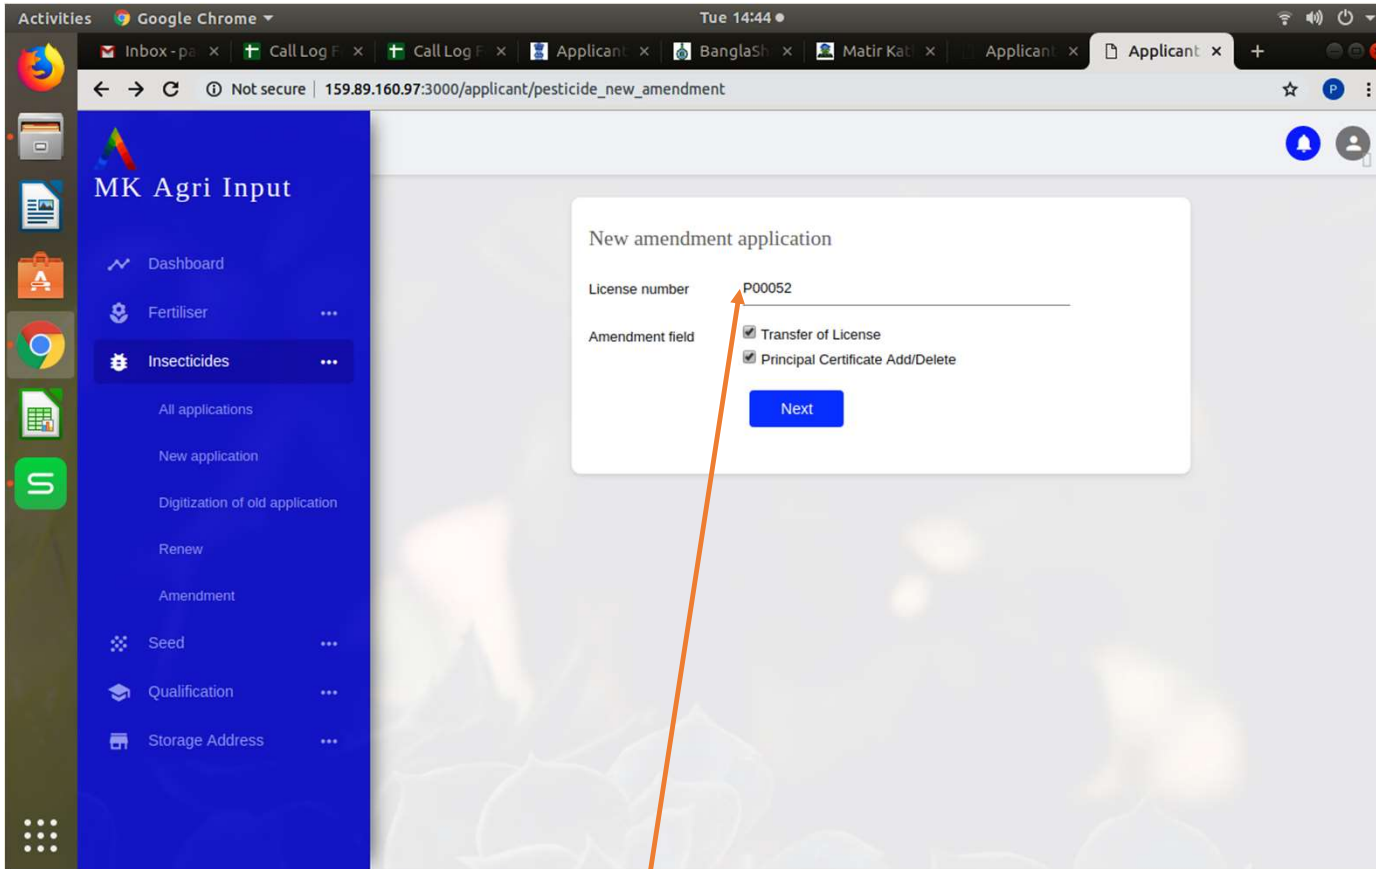 Activities Google Chrome Tue 14:44
Inbox - pa Call Log F Call Log F Applicant BanglaSh Matir Kat Applicant Applicant
Not secure 159.89.160.97:3000/applicant/pesticide_new_amendment P
MK Agri Input
New amendment application
Dashboard
License number P00052
Fertiliser
Amendment field Transfer of License
Insecticides
Principal Certificate Add/Delete
All applications
Next
New application
Digitization of old application
Renew
Amendment
Seed
Qualification
Storage Address